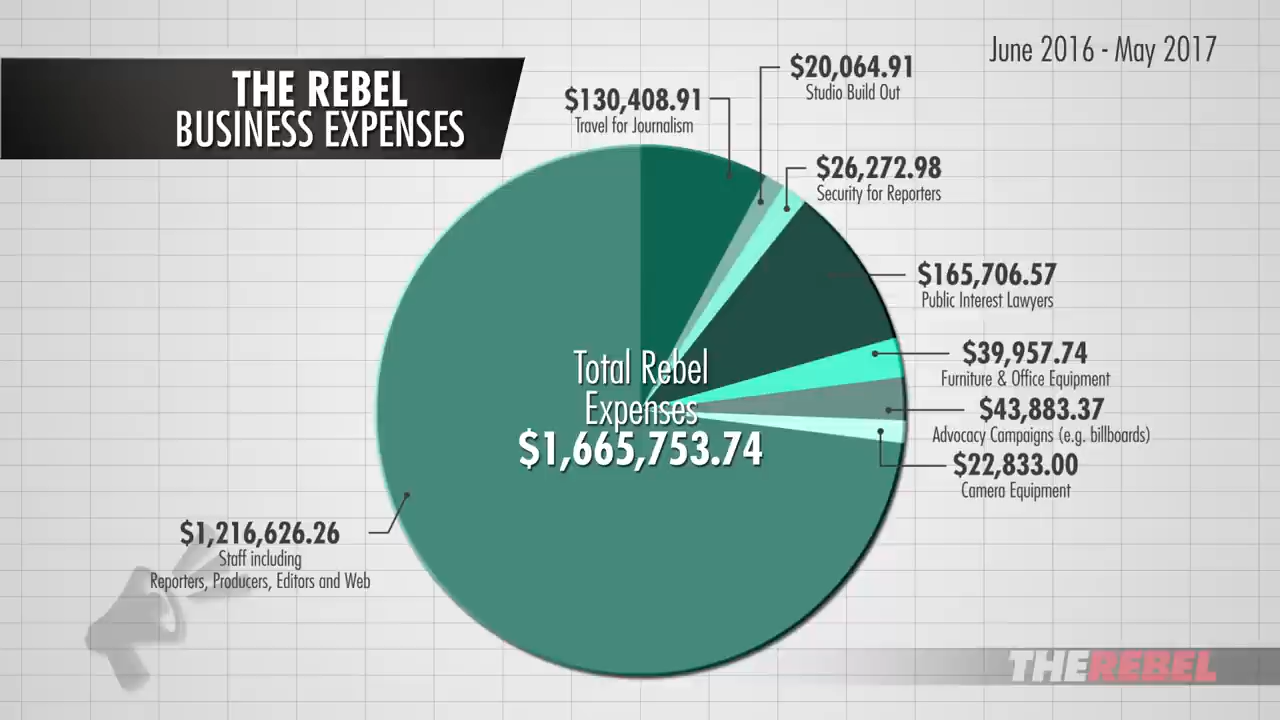 THE REBEL
BUSINESS EXPENSES
June 2016 - May 2017
$130,408.91
Travel for Journalism
$20,064.91
Studio Build Out
$26,272.98
Security for Reporters
$165,706.57
Public Interest Lawyers
$39,957.74
Furniture & Office Equipment
$43,883.37
Advocacy Campaigns (e.g. billboards)
$22,833.00
Camera Equipment
Total Rebel
Expenses
$1,665,753.74
$1,216,626.26
Staff including
Reporters, Producers, Editors and Web
THEREBEL